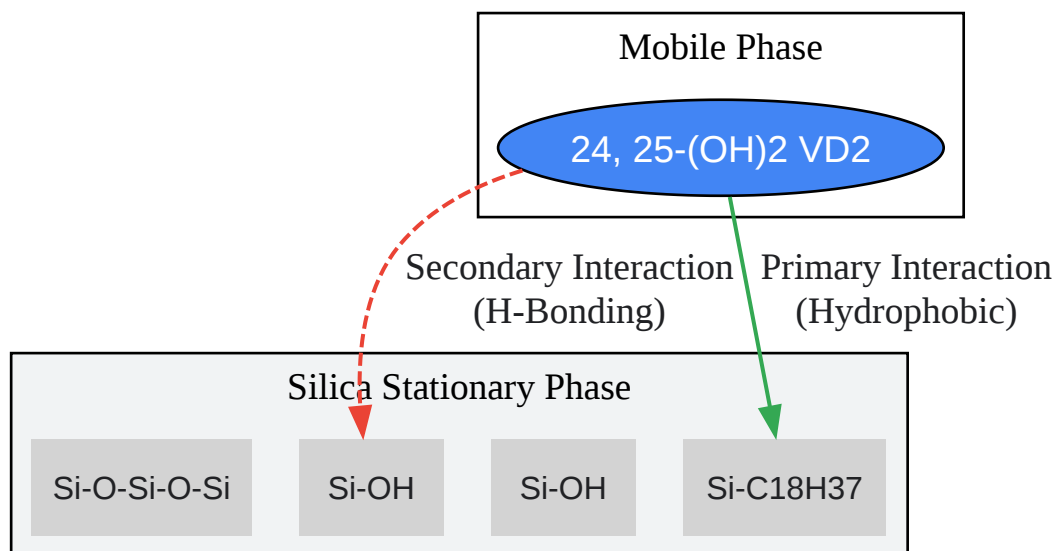 Mobile Phase
24, 25-(OH)2 VD2
Secondary Interaction
(H-Bonding)
Primary Interaction
(Hydrophobic)
Silica Stationary Phase
Si-O-Si-O-Si
Si-OH
Si-OH
Si-C18H37